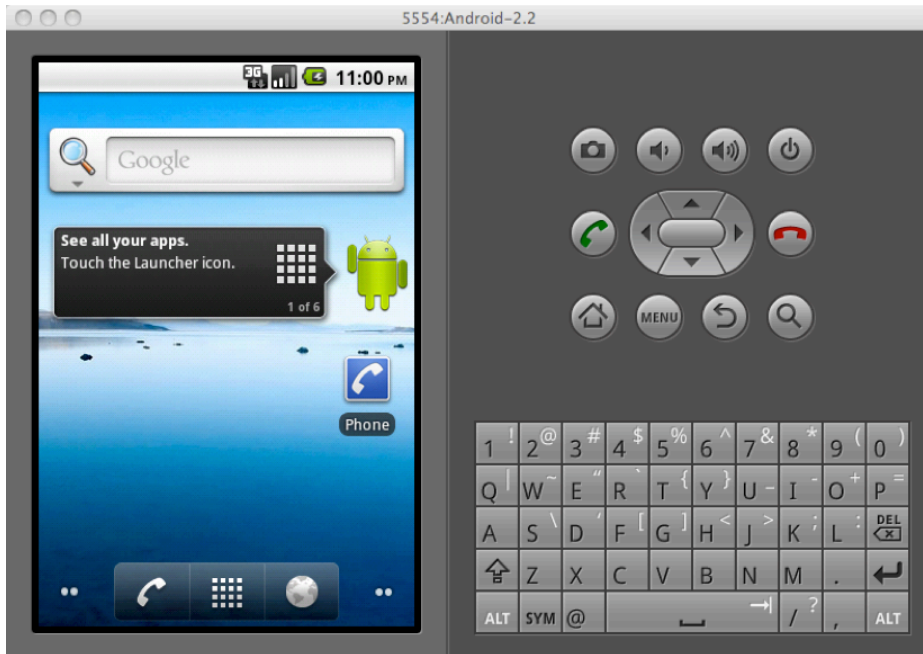 5554:Android-2.2
3G 11:00 PM
Google
See all your apps.
Touch the Launcher icon.
1 of 6
Phone
MENU
1 ! 2 @ 3 # 4 $ 5 % 6 ^ 7 & 8 * 9 ( 0 )
Q | W ~ E “ R ` T { Y } U _ I - O + P =
A S \ D ‘ F [ G ] H < J > K ; L : DEL
Z X C V B N M .
ALT SYM @ / ? , ALT